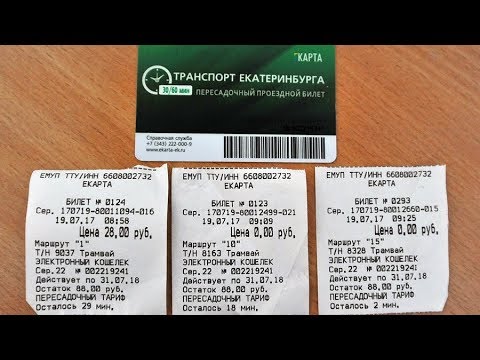 ЕКАРТА
ТРАНСПОРТ ЕКАТЕРИНБУРГА
30/60 мин
ПЕРЕСАДОЧНЫЙ ПРОЕЗДНОЙ БИЛЕТ
Справочная служба
+7 (343) 222-000-9
www.ekarta-ek.ru
ЕМУП ТТУ/ИНН 6608002732
ЕКАРТА
БИЛЕТ № 0124
Сер. 170719-80011094-016
19.07.17 08:58
Цена 28,00 руб.
Маршрут "1"
Т/Н 9037 Трамвай
ЭЛЕКТРОННЫЙ КОШЕЛЕК
Сер.22 № 002219241
Действует по 31.07.18
Остаток 88,00 руб.
ПЕРЕСАДОЧНЫЙ ТАРИФ
Осталось 29 мин.
ЕМУП ТТУ/ИНН 6608002732
ЕКАРТА
БИЛЕТ № 0123
Сер. 170719-80012499-021
19.07.17 09:09
Цена 0,00 руб.
Маршрут "10"
Т/Н 8163 Трамвай
ЭЛЕКТРОННЫЙ КОШЕЛЕК
Сер.22 № 002219241
Действует по 31.07.18
Остаток 88,00 руб.
ПЕРЕСАДОЧНЫЙ ТАРИФ
Осталось 18 мин.
ЕМУП ТТУ/ИНН 6608002732
ЕКАРТА
БИЛЕТ № 0293
Сер. 170719-80012660-015
19.07.17 09:25
Цена 0,00 руб.
Маршрут "15"
Т/Н 8328 Трамвай
ЭЛЕКТРОННЫЙ КОШЕЛЕК
Сер.22 № 002219241
Действует по 31.07.18
Остаток 88,00 руб.
ПЕРЕСАДОЧНЫЙ ТАРИФ
Осталось 2 мин.